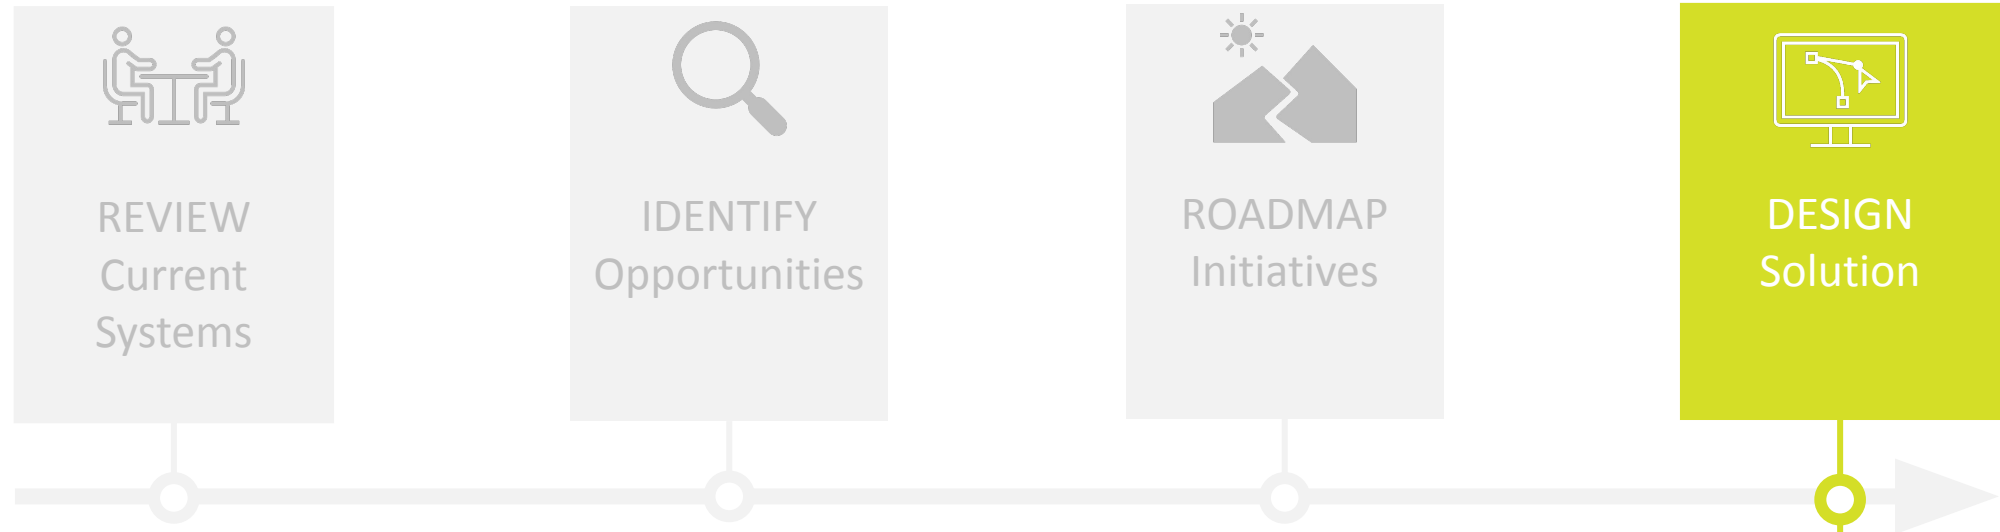 REVIEW
Current
Systems
IDENTIFY
Opportunities
ROADMAP
Initiatives
DESIGN
Solution